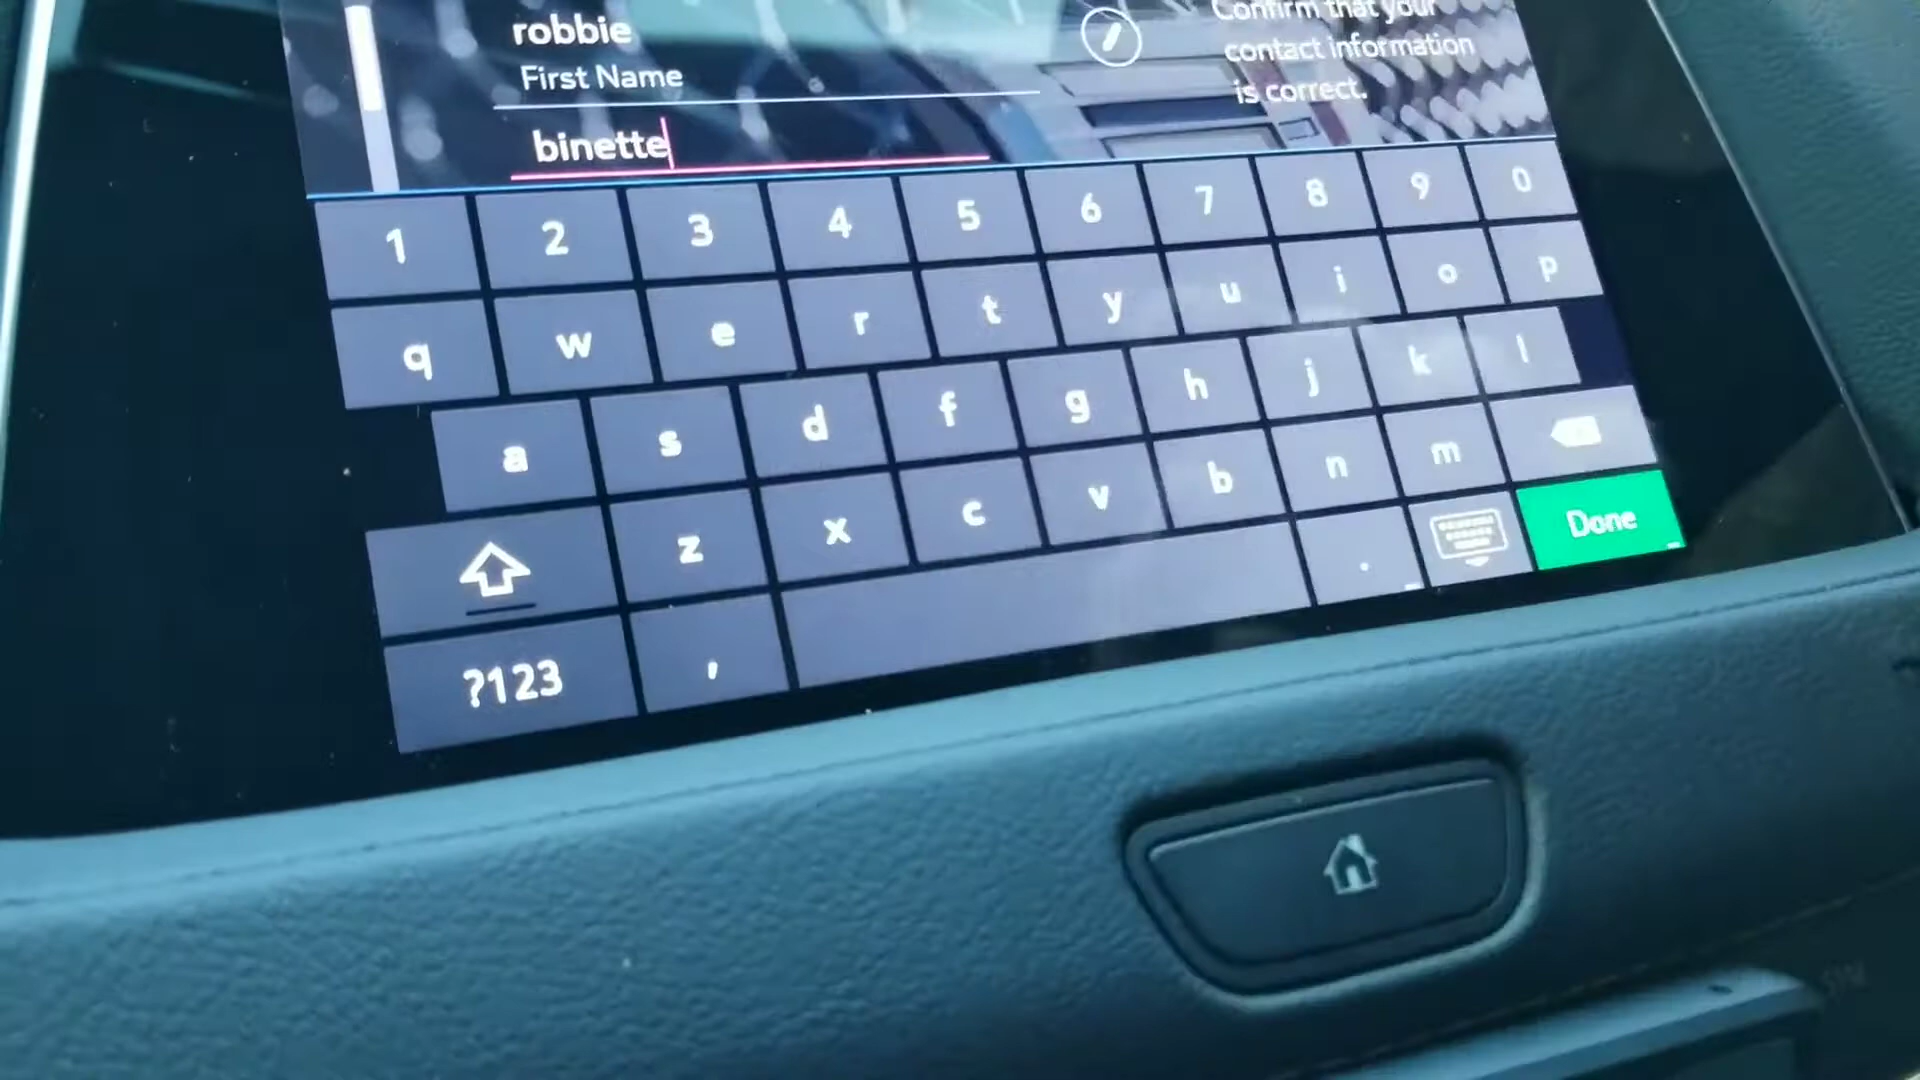 robbie
First Name
binette
Confirm that your
contact information
is correct.
1 2 3 4 5 6 7 8 9 0
q w e r t y u i o p
a s d f g h j k l
z x c v b n m
?123 , . Done